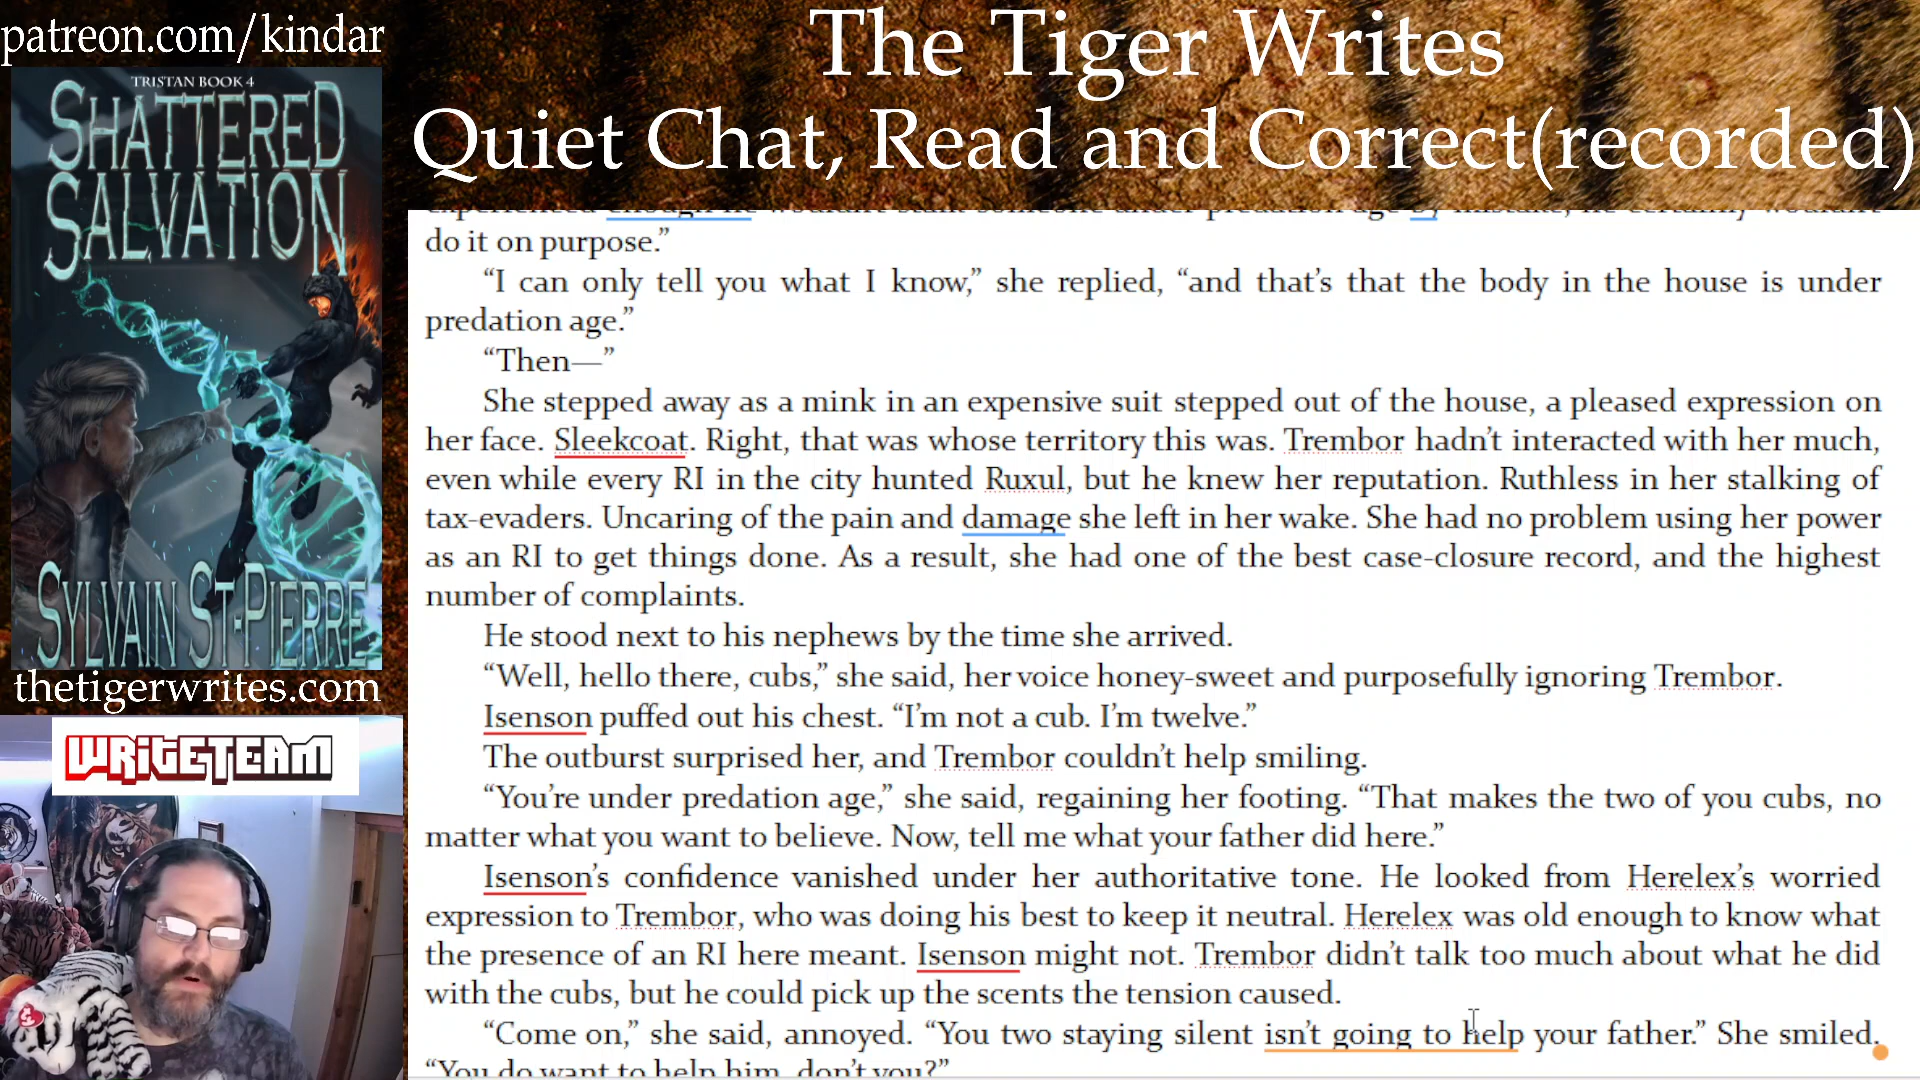 patreon.com/kindar
TRISTAN BOOK 4
SHATTERED
SALVATION
SYLVAIN ST-PIERRE
thetigerwrites.com
WRITETEAM
The Tiger Writes
Quiet Chat, Read and Correct(recorded)
do it on purpose.”
“I can only tell you what I know,” she replied, “and that’s that the body in the house is under
predation age.”
“Then—”
She stepped away as a mink in an expensive suit stepped out of the house, a pleased expression on
her face. Sleekcoat. Right, that was whose territory this was. Trembor hadn’t interacted with her much,
even while every RI in the city hunted Ruxul, but he knew her reputation. Ruthless in her stalking of
tax-evaders. Uncaring of the pain and damage she left in her wake. She had no problem using her power
as an RI to get things done. As a result, she had one of the best case-closure record, and the highest
number of complaints.
He stood next to his nephews by the time she arrived.
“Well, hello there, cubs,” she said, her voice honey-sweet and purposefully ignoring Trembor.
Isenson puffed out his chest. “I’m not a cub. I’m twelve.”
The outburst surprised her, and Trembor couldn’t help smiling.
“You’re under predation age,” she said, regaining her footing. “That makes the two of you cubs, no
matter what you want to believe. Now, tell me what your father did here.”
Isenson’s confidence vanished under her authoritative tone. He looked from Herelex’s worried
expression to Trembor, who was doing his best to keep it neutral. Herelex was old enough to know what
the presence of an RI here meant. Isenson might not. Trembor didn’t talk too much about what he did
with the cubs, but he could pick up the scents the tension caused.
“Come on,” she said, annoyed. “You two staying silent isn’t going to help your father.” She smiled.
“You do want to help him, don’t you?”